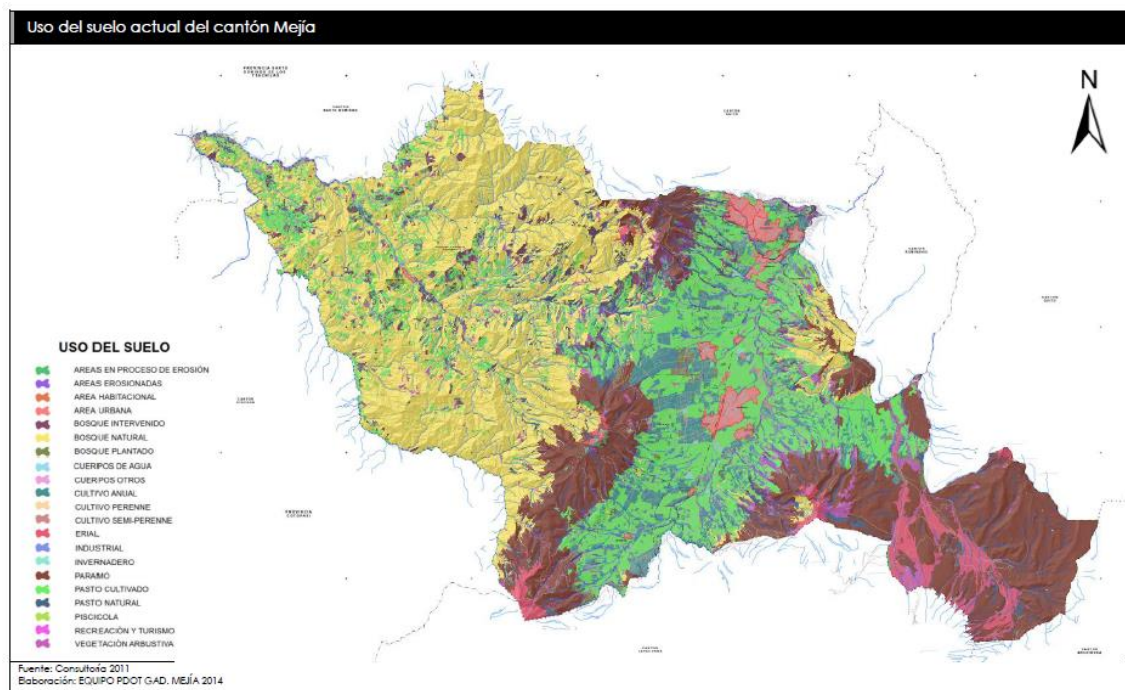 Uso del suelo actual del cantón Mejía
N
USO DEL SUELO
AREAS EN PROCESO DE EROSIÓN
AREAS EROSIONADAS
AREA HABITACIONAL
AREA URBANA
BOSQUE INTERVENIDO
BOSQUE NATURAL
BOSQUE PLANTADO
CUERPOS DE AGUA
CUERPOS OTROS
CULTIVO ANUAL
CULTIVO PERENNE
CULTIVO SEMI-PERENNE
ERIAL
INDUSTRIAL
INVERNADERO
PARAMO
PASTO CULTIVADO
PASTO NATURAL
PISCICOLA
RECREACIÓN Y TURISMO
VEGETACIÓN ARBUSTIVA
Fuente: Consultoría 2011
Elaboración: EQUIPO PDOT GAD. MEJÍA 2014